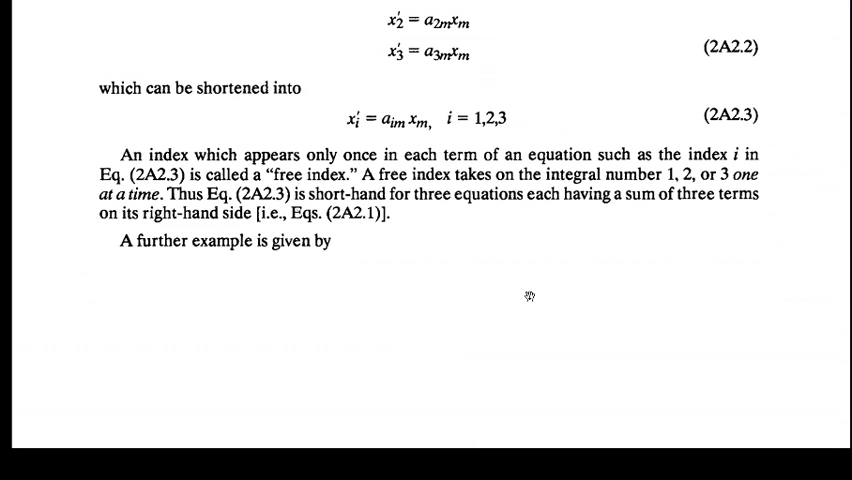 x′2 = a2mxm
x′3 = a3mxm (2A2.2)
which can be shortened into
x′i = aim xm, i = 1,2,3 (2A2.3)
An index which appears only once in each term of an equation such as the index i in
Eq. (2A2.3) is called a “free index.” A free index takes on the integral number 1, 2, or 3 one
at a time. Thus Eq. (2A2.3) is short-hand for three equations each having a sum of three terms
on its right-hand side [i.e., Eqs. (2A2.1)].
A further example is given by